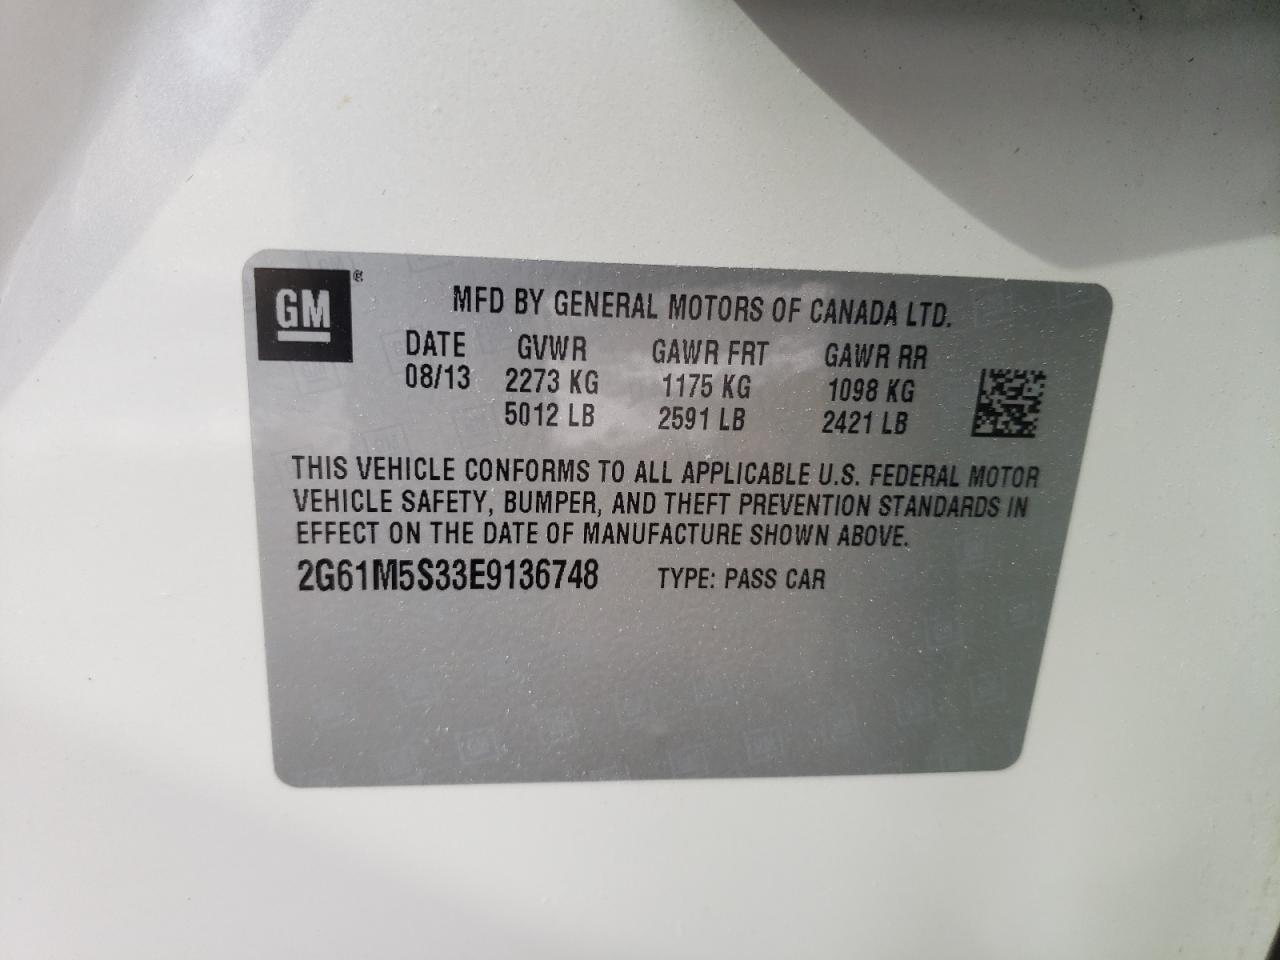 GM®
MFD BY GENERAL MOTORS OF CANADA LTD.
DATE GVWR GAWR FRT GAWR RR
08/13 2273 KG 1175 KG 1098 KG
5012 LB 2591 LB 2421 LB
THIS VEHICLE CONFORMS TO ALL APPLICABLE U.S. FEDERAL MOTOR
VEHICLE SAFETY, BUMPER, AND THEFT PREVENTION STANDARDS IN
EFFECT ON THE DATE OF MANUFACTURE SHOWN ABOVE.
2G61M5S33E9136748 TYPE: PASS CAR